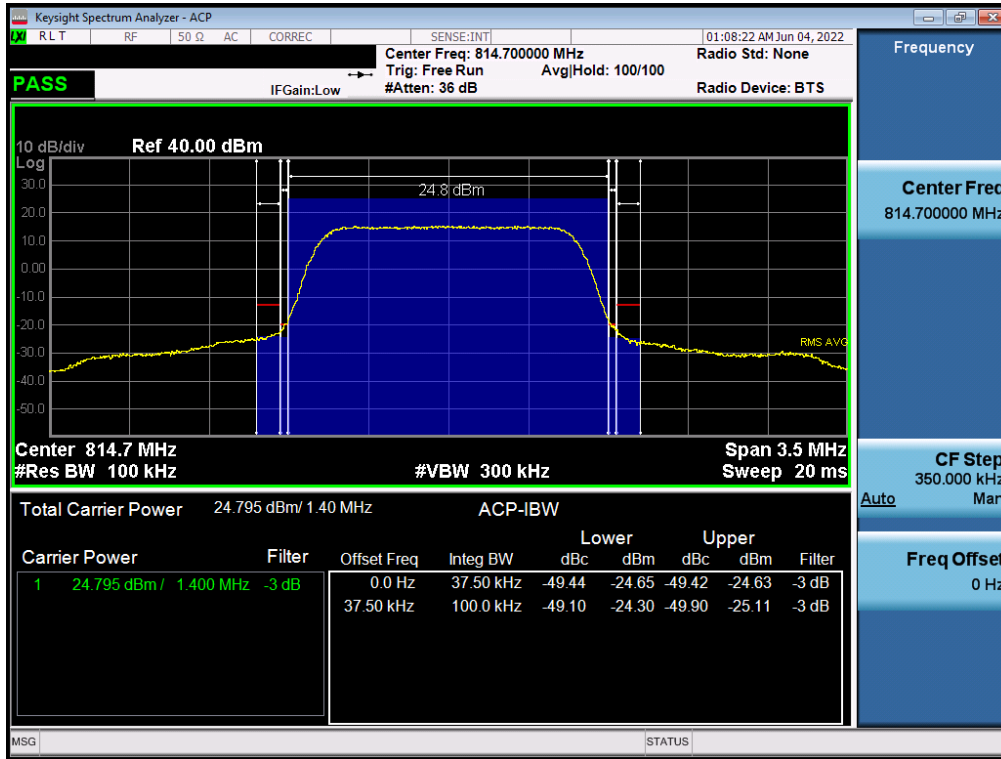 Keysight Spectrum Analyzer - ACP
LXI RLT RF 50 Ω AC CORREC SENSE:INT 01:08:22 AM Jun 04, 2022
Center Freq: 814.700000 MHz Radio Std: None
Trig: Free Run Avg|Hold: 100/100
PASS IFGain:Low #Atten: 36 dB Radio Device: BTS
10 dB/div Ref 40.00 dBm
Log
30.0
24.8 dBm
20.0
10.0
0.00
-10.0
-20.0
-30.0
RMS AVG
-40.0
-50.0
Center 814.7 MHz Span 3.5 MHz
#Res BW 100 kHz #VBW 300 kHz Sweep 20 ms
Total Carrier Power 24.795 dBm/ 1.40 MHz ACP-IBW
Lower Upper
Carrier Power Filter Offset Freq Integ BW dBc dBm dBc dBm Filter
1 24.795 dBm / 1.400 MHz -3 dB 0.0 Hz 37.50 kHz -49.44 -24.65 -49.42 -24.63 -3 dB
37.50 kHz 100.0 kHz -49.10 -24.30 -49.90 -25.11 -3 dB
MSG STATUS
Frequency
Center Freq
814.700000 MHz
CF Step
350.000 kHz
Auto Man
Freq Offset
0 Hz